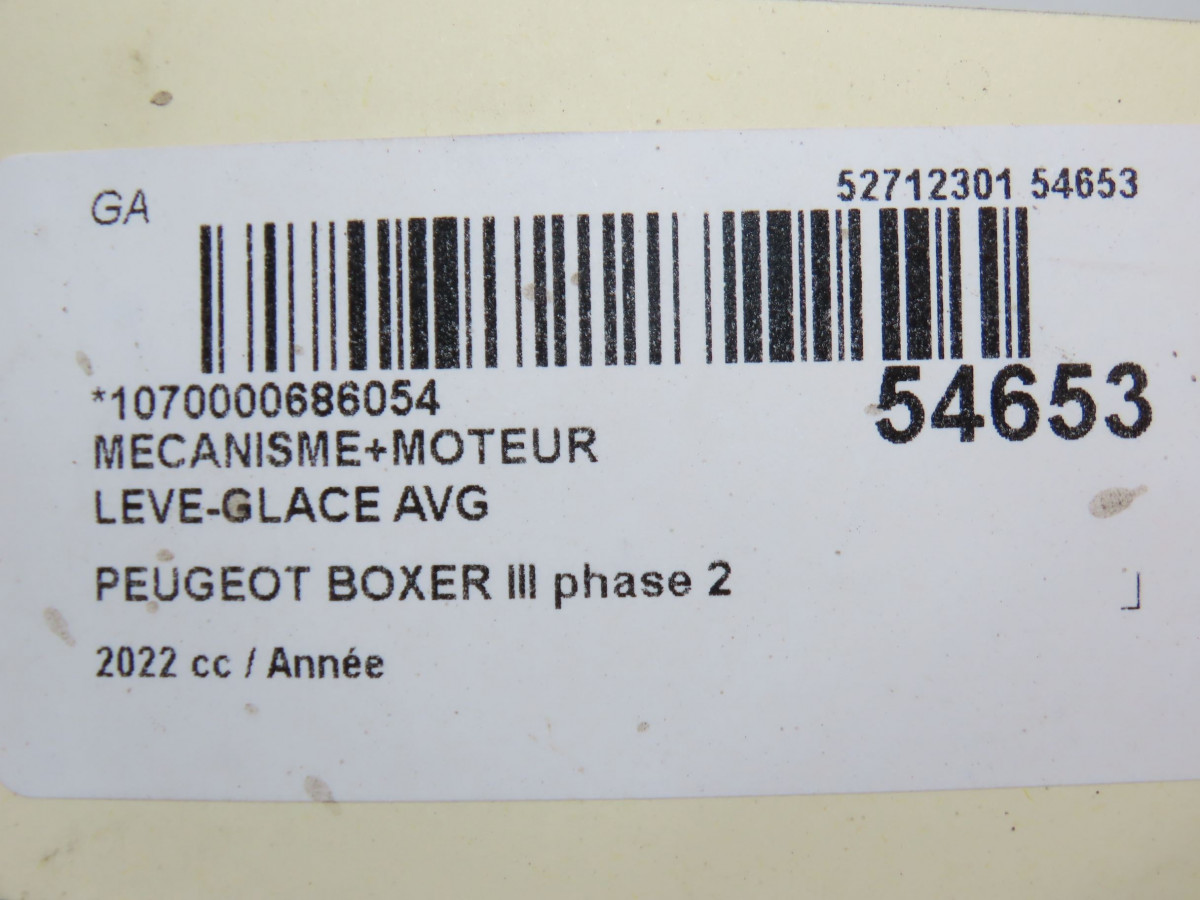 GA
52712301 54653
*1070000686054
54653
MECANISME+MOTEUR
LEVE-GLACE AVG
PEUGEOT BOXER III phase 2
2022 cc / Année